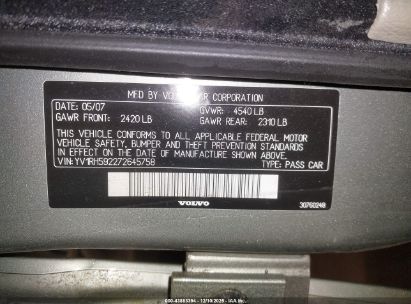 MFD BY VO CAR CORPORATION
DATE: 05/07 GVWR: 4540 LB
GAWR FRONT: 2420 LB GAWR REAR: 2310 LB
THIS VEHICLE CONFORMS TO ALL APPLICABLE FEDERAL MOTOR
VEHICLE SAFETY, BUMPER AND THEFT PREVENTION STANDARDS
IN EFFECT ON THE DATE OF MANUFACTURE SHOWN ABOVE.
VIN: YV1RH592272645758 TYPE: PASS CAR
VOLVO 30760248